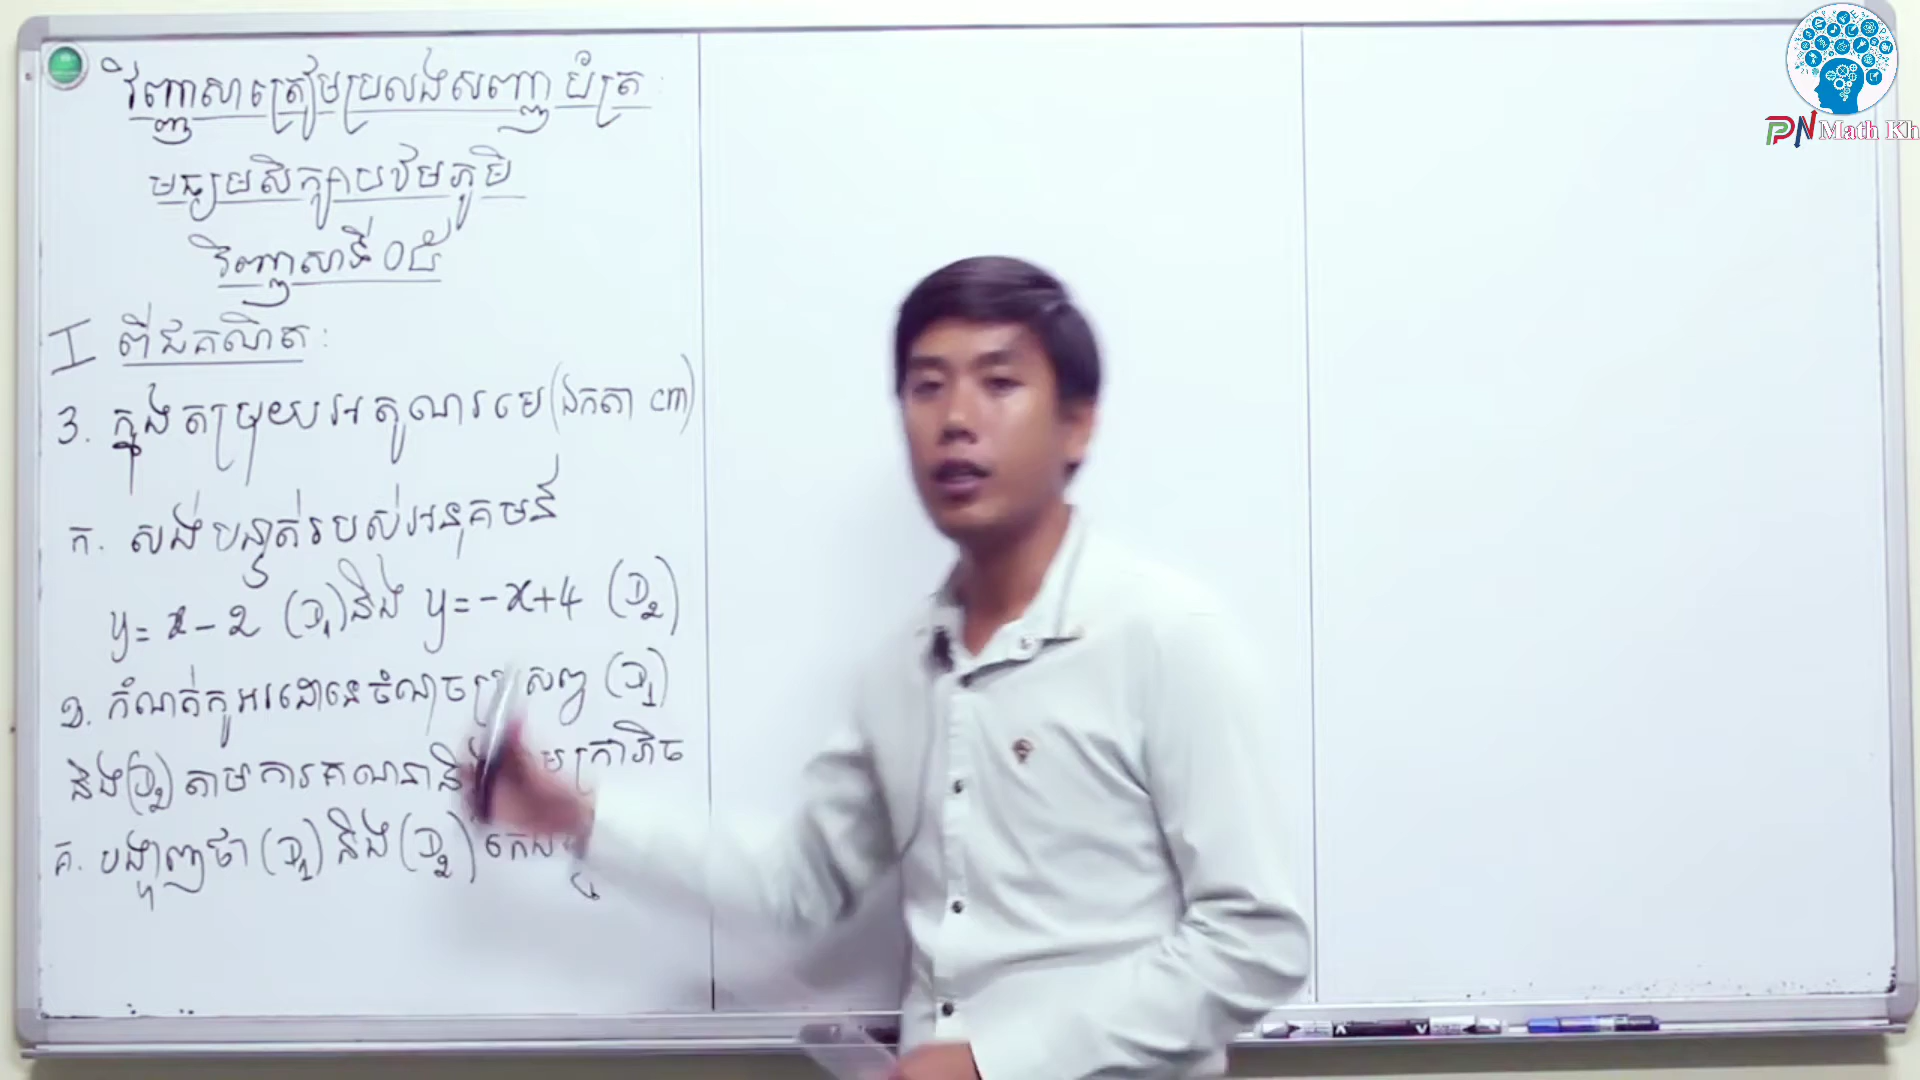 វិញ្ញាសាត្រៀមប្រលងសញ្ញាប័ត្រ:
មធ្យមសិក្សាបឋមភូមិ
វិញ្ញាសាទី ០៥
I ពីជគណិត:
3. ក្នុងតម្រុយអរតូណរមេ (ឯកតា cm)
ក. សង់បន្ទាត់របស់អនុគមន៍
y = x - 2 (D₁) និង y = -x+4 (D₂)
ខ. កំណត់កូអរដោនេចំណុចប្រសព្វ (D₁)
និង (D₂) តាមការគណនានិង ក្រាភិច
គ. បង្ហាញថា (D₁) និង (D₂)
PN Math Kh